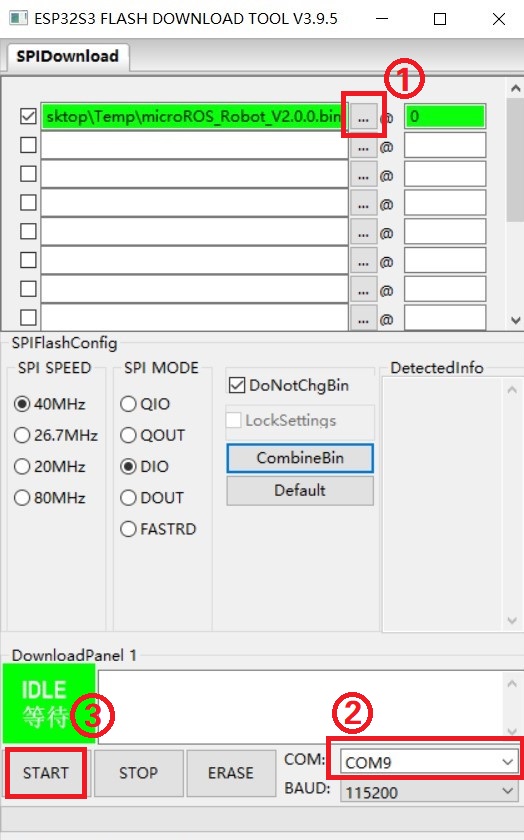 ESP32S3 FLASH DOWNLOAD TOOL V3.9.5
SPIDownload
①
sktop\Temp\microROS_Robot_V2.0.0.bin ... @ 0
... @
... @
... @
... @
... @
... @
... @
SPIFlashConfig
SPI SPEED
40MHz
26.7MHz
20MHz
80MHz
SPI MODE
QIO
QOUT
DIO
DOUT
FASTRD
DoNotChgBin
LockSettings
CombineBin
Default
DetectedInfo
DownloadPanel 1
IDLE
等待
③
②
START
STOP
ERASE
COM: COM9
BAUD: 115200